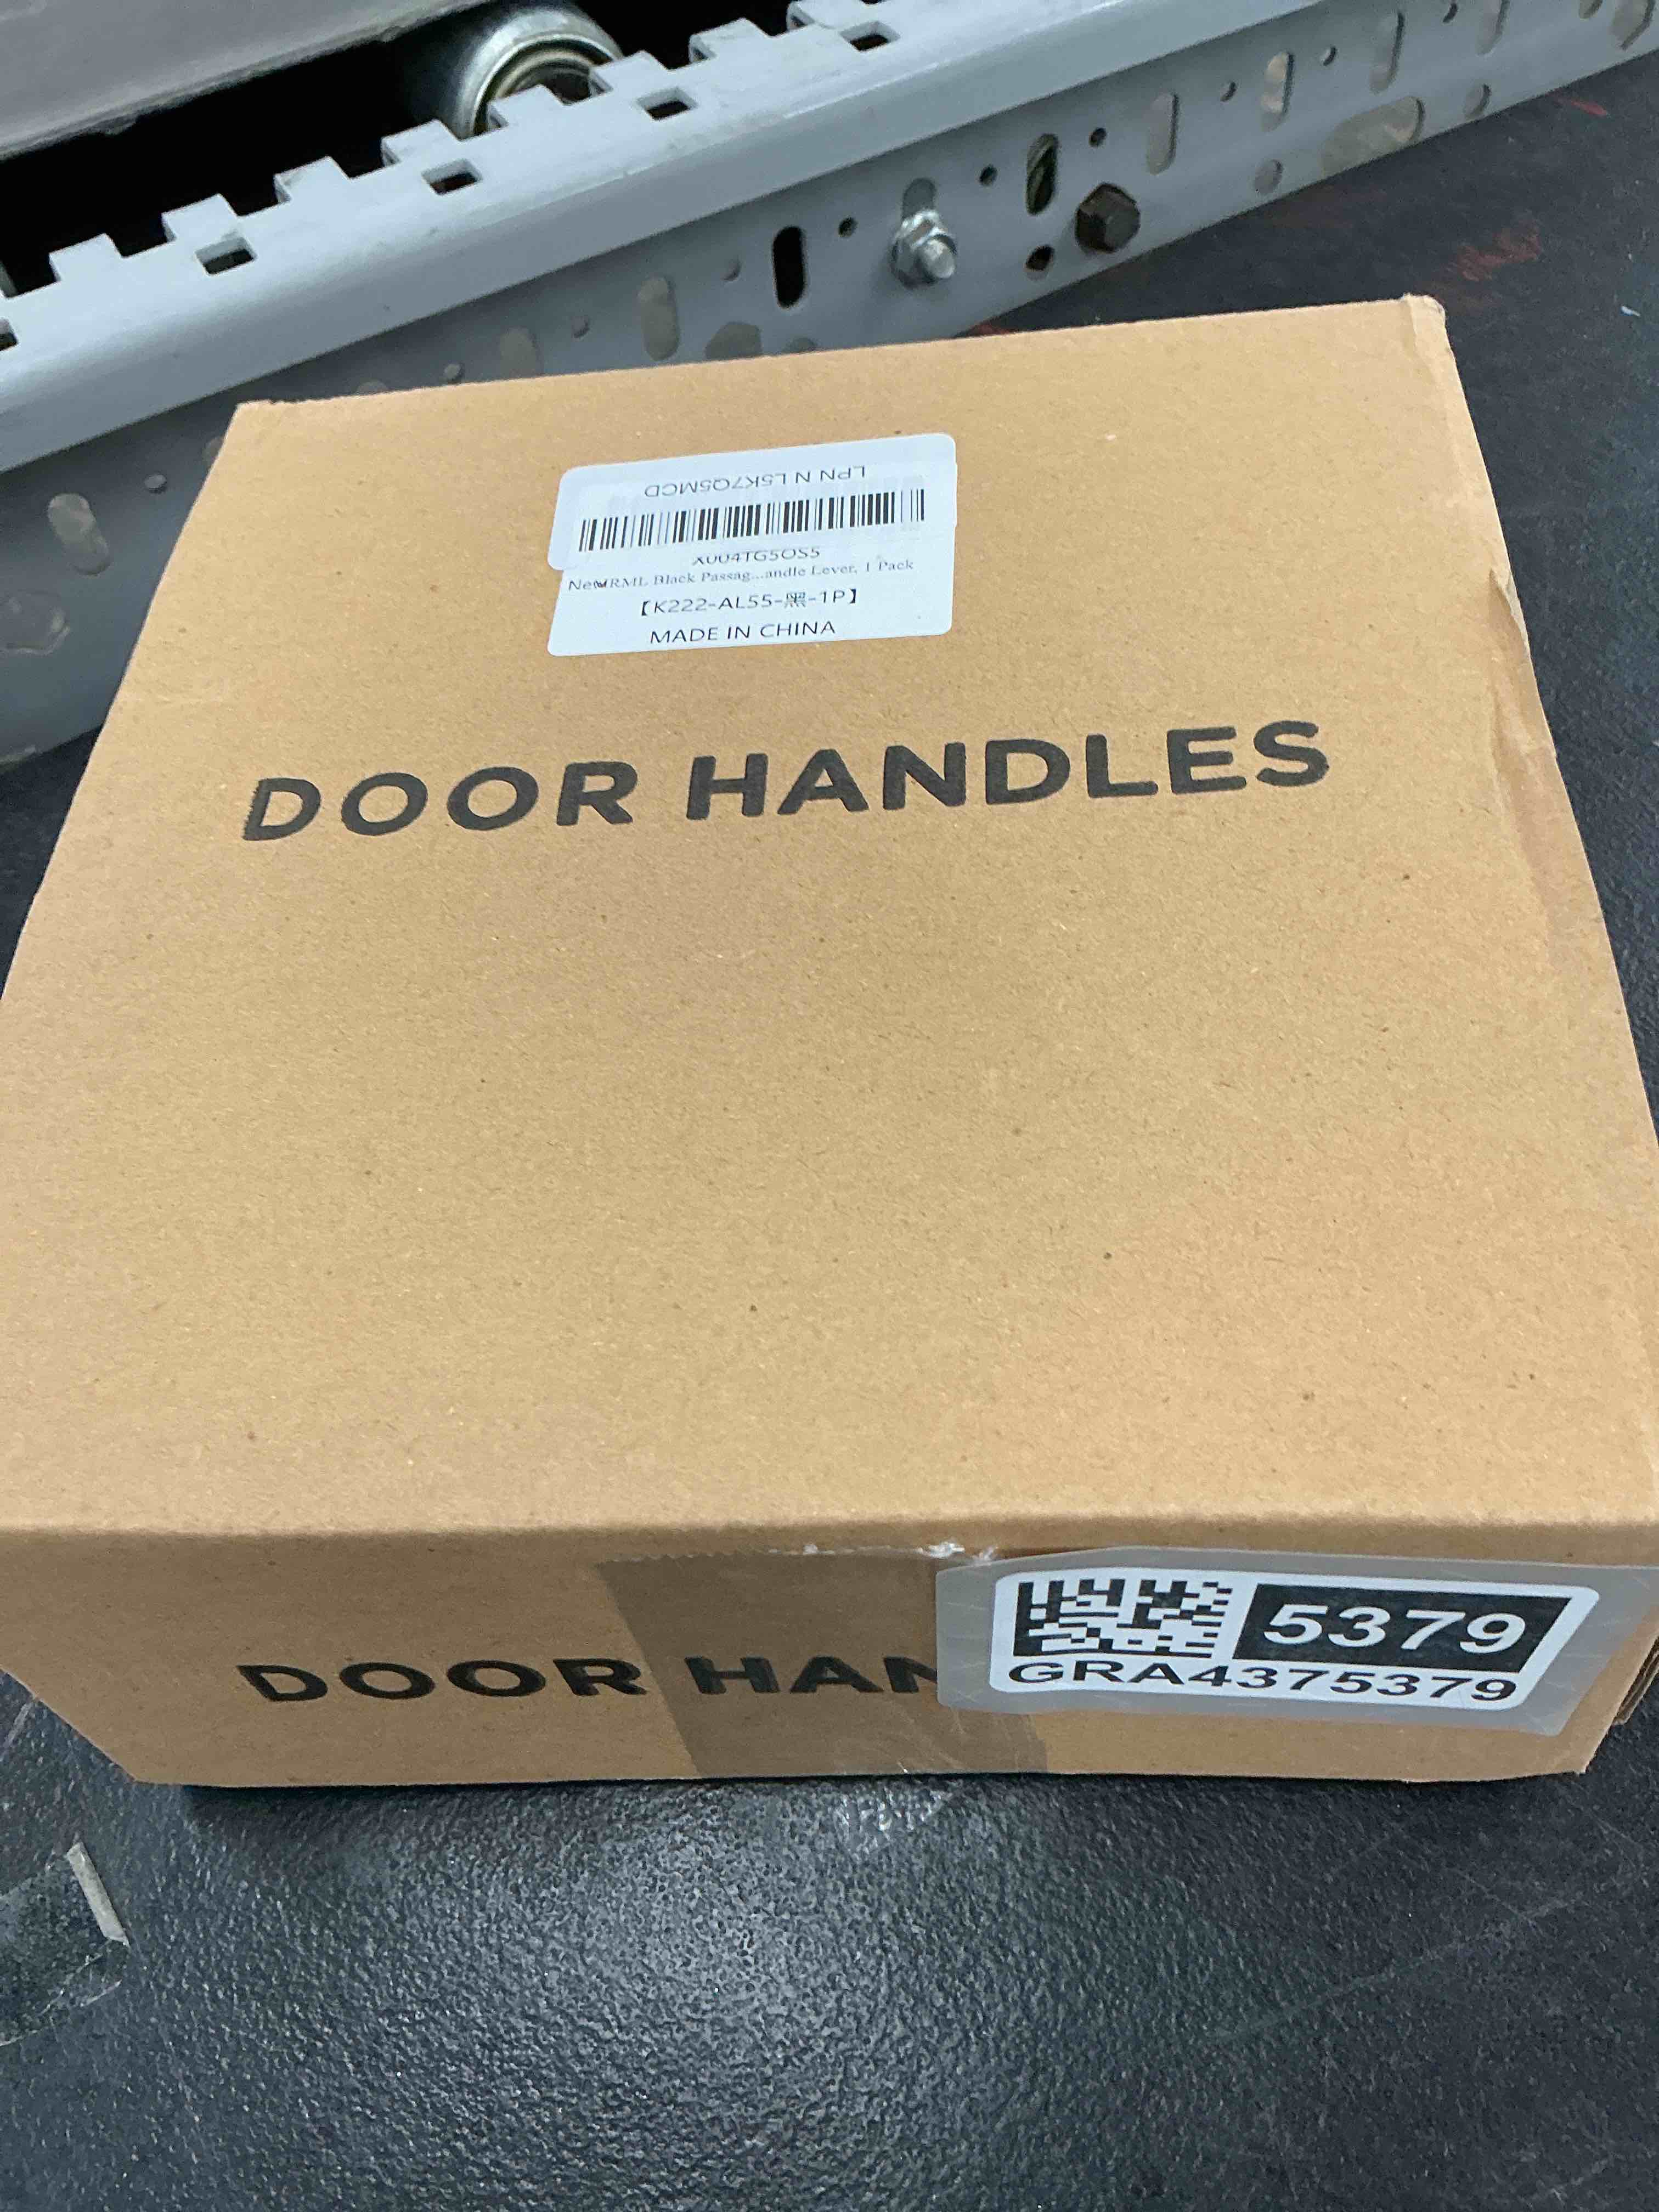 LPN N L5K7Q5MCD
X004TG5OS5
RML Black Passag...andle Lever, 1 Pack
【K222-AL55-黑-1P】
MADE IN CHINA
DOOR HANDLES
DOOR HAN
5379
GRA4375379